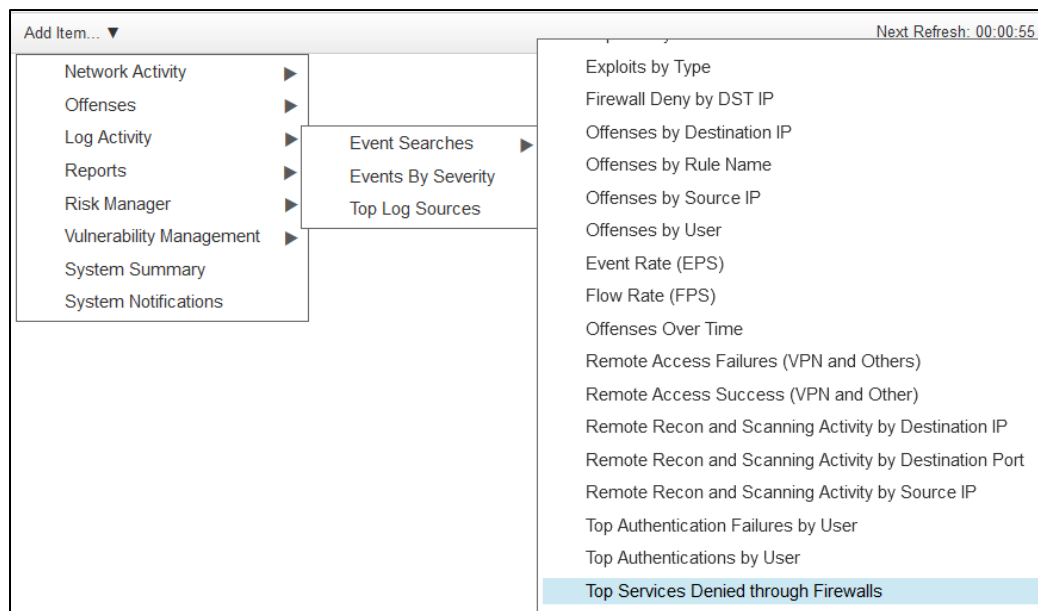 Add Item... ▼
Next Refresh: 00:00:55
Network Activity
Offenses
Log Activity
Reports
Risk Manager
Vulnerability Management
System Summary
System Notifications
Event Searches
Events By Severity
Top Log Sources
Exploits by Type
Firewall Deny by DST IP
Offenses by Destination IP
Offenses by Rule Name
Offenses by Source IP
Offenses by User
Event Rate (EPS)
Flow Rate (FPS)
Offenses Over Time
Remote Access Failures (VPN and Others)
Remote Access Success (VPN and Other)
Remote Recon and Scanning Activity by Destination IP
Remote Recon and Scanning Activity by Destination Port
Remote Recon and Scanning Activity by Source IP
Top Authentication Failures by User
Top Authentications by User
Top Services Denied through Firewalls